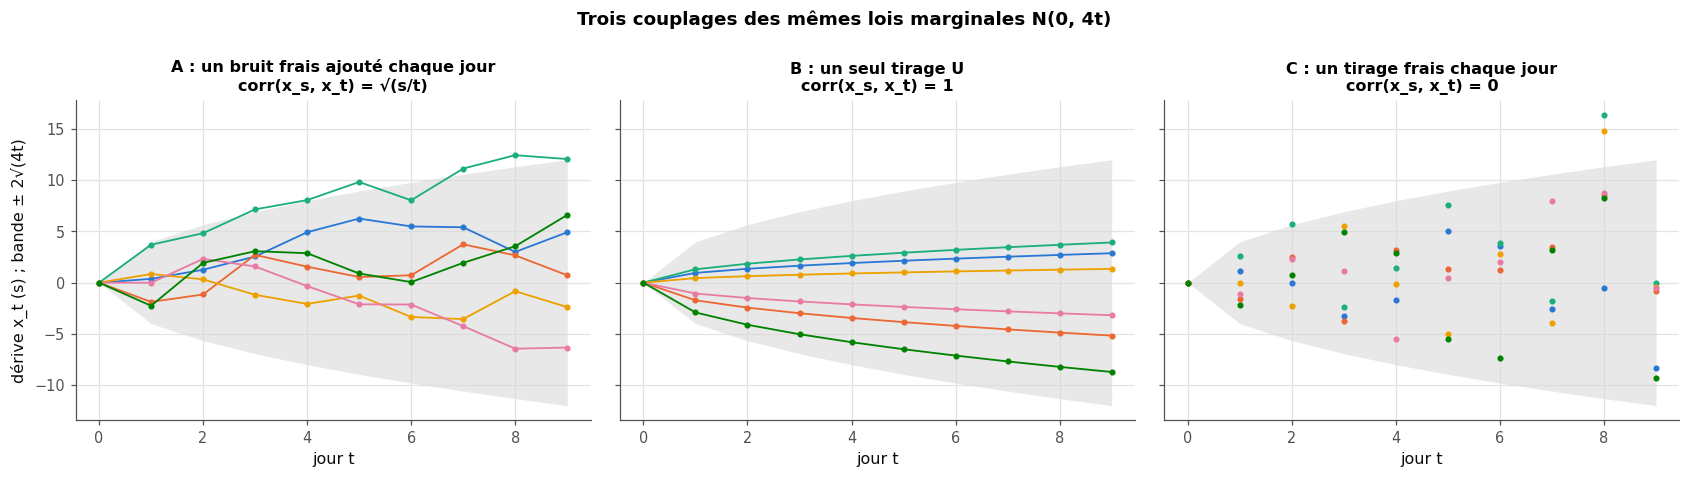 Trois couplages des mêmes lois marginales N(0, 4t)
A : un bruit frais ajouté chaque jour
corr(x_s, x_t) = √(s/t)
B : un seul tirage U
corr(x_s, x_t) = 1
C : un tirage frais chaque jour
corr(x_s, x_t) = 0
dérive x_t (s) ; bande ± 2√(4t)
15
10
5
0
−5
−10
0 2 4 6 8
0 2 4 6 8
0 2 4 6 8
jour t
jour t
jour t